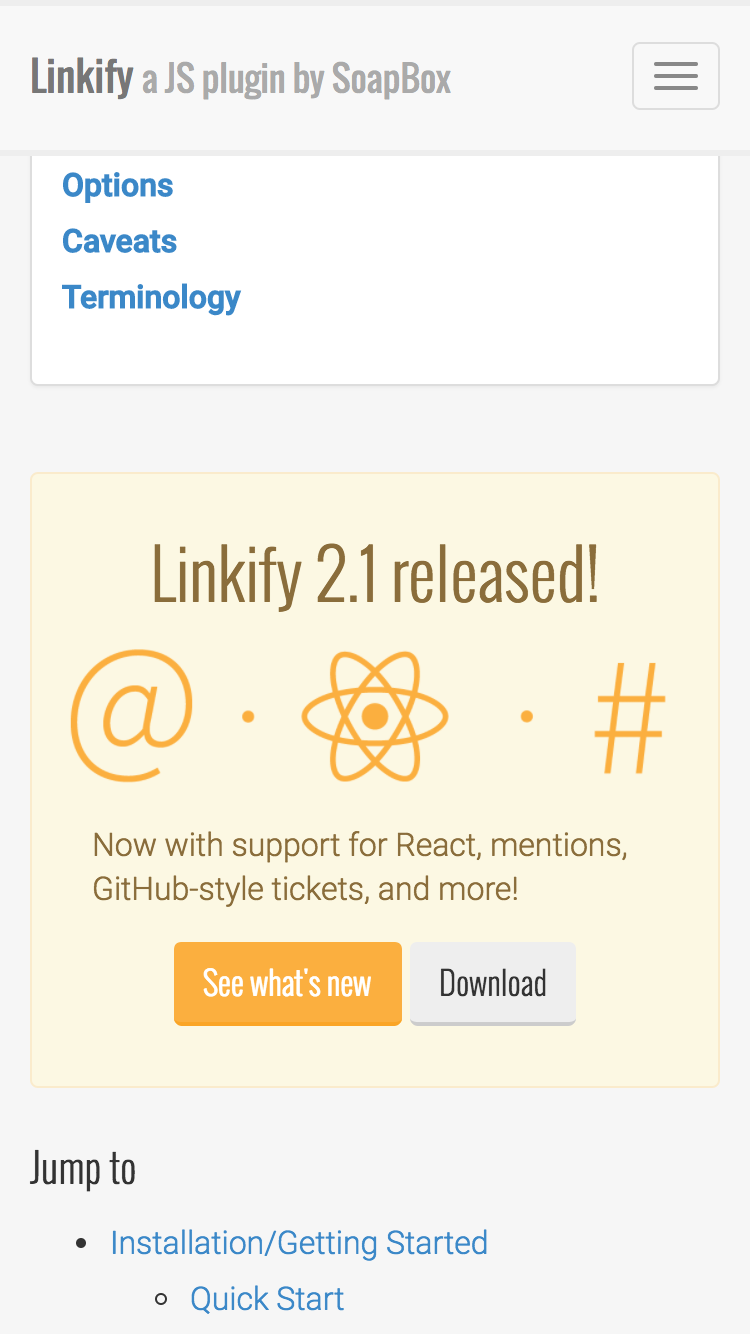 Linkify a JS plugin by SoapBox
Options
Caveats
Terminology
Linkify 2.1 released!
@ · · #
Now with support for React, mentions,
GitHub-style tickets, and more!
See what's new Download
Jump to
Installation/Getting Started
Quick Start